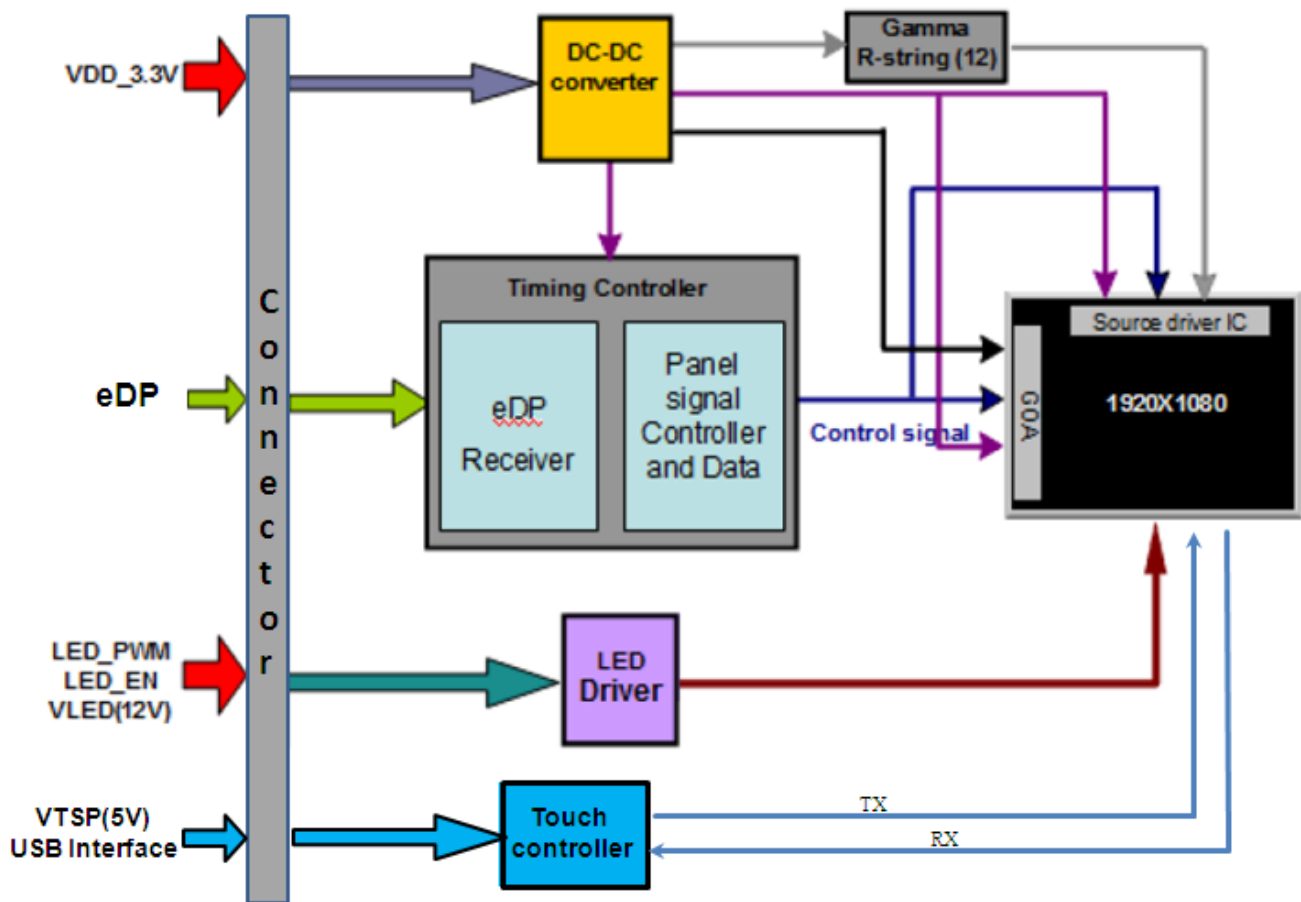 VDD_3.3V
DC-DC
converter
Gamma
R-string (12)
Connector
Timing Controller
eDP
Receiver
Panel
signal
Controller
and Data
eDP
Control signal
Source driver IC
GOA
1920X1080
LED_PWM
LED_EN
VLED(12V)
LED
Driver
VTSP(5V)
USB Interface
Touch
controller
TX
RX